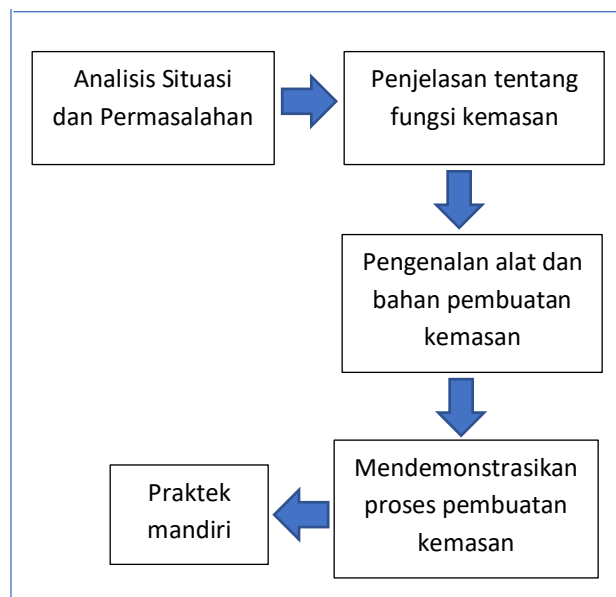 Analisis Situasi
dan Permasalahan
Penjelasan tentang
fungsi kemasan
Pengenalan alat dan
bahan pembuatan
kemasan
Mendemonstrasikan
proses pembuatan
kemasan
Praktek
mandiri